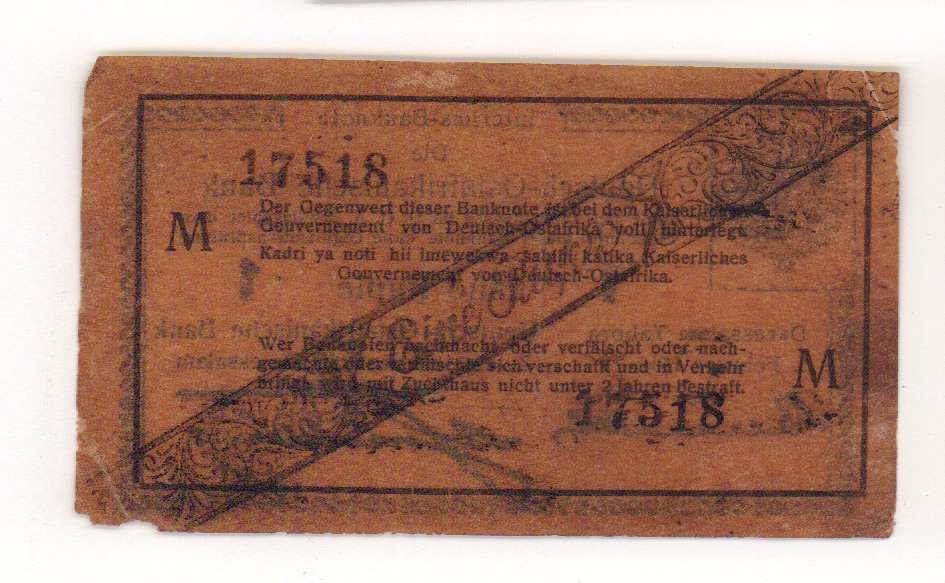 17518
M
Der Gegenwert dieser Banknote ist bei dem Kaiserlichen
Gouvernement von Deutsch-Ostafrika voll hinterlegt.
Kadri ya noti hii imewekwa sahihi katika Kaiserliches
Gouvernement von Deutsch-Ostafrika.
Wer Banknoten nachmacht oder verfälscht oder nach-
gemachte oder verfälschte sich verschafft und in Verkehr
bringt, wird mit Zuchthaus nicht unter 2 Jahren bestraft.
M
17518